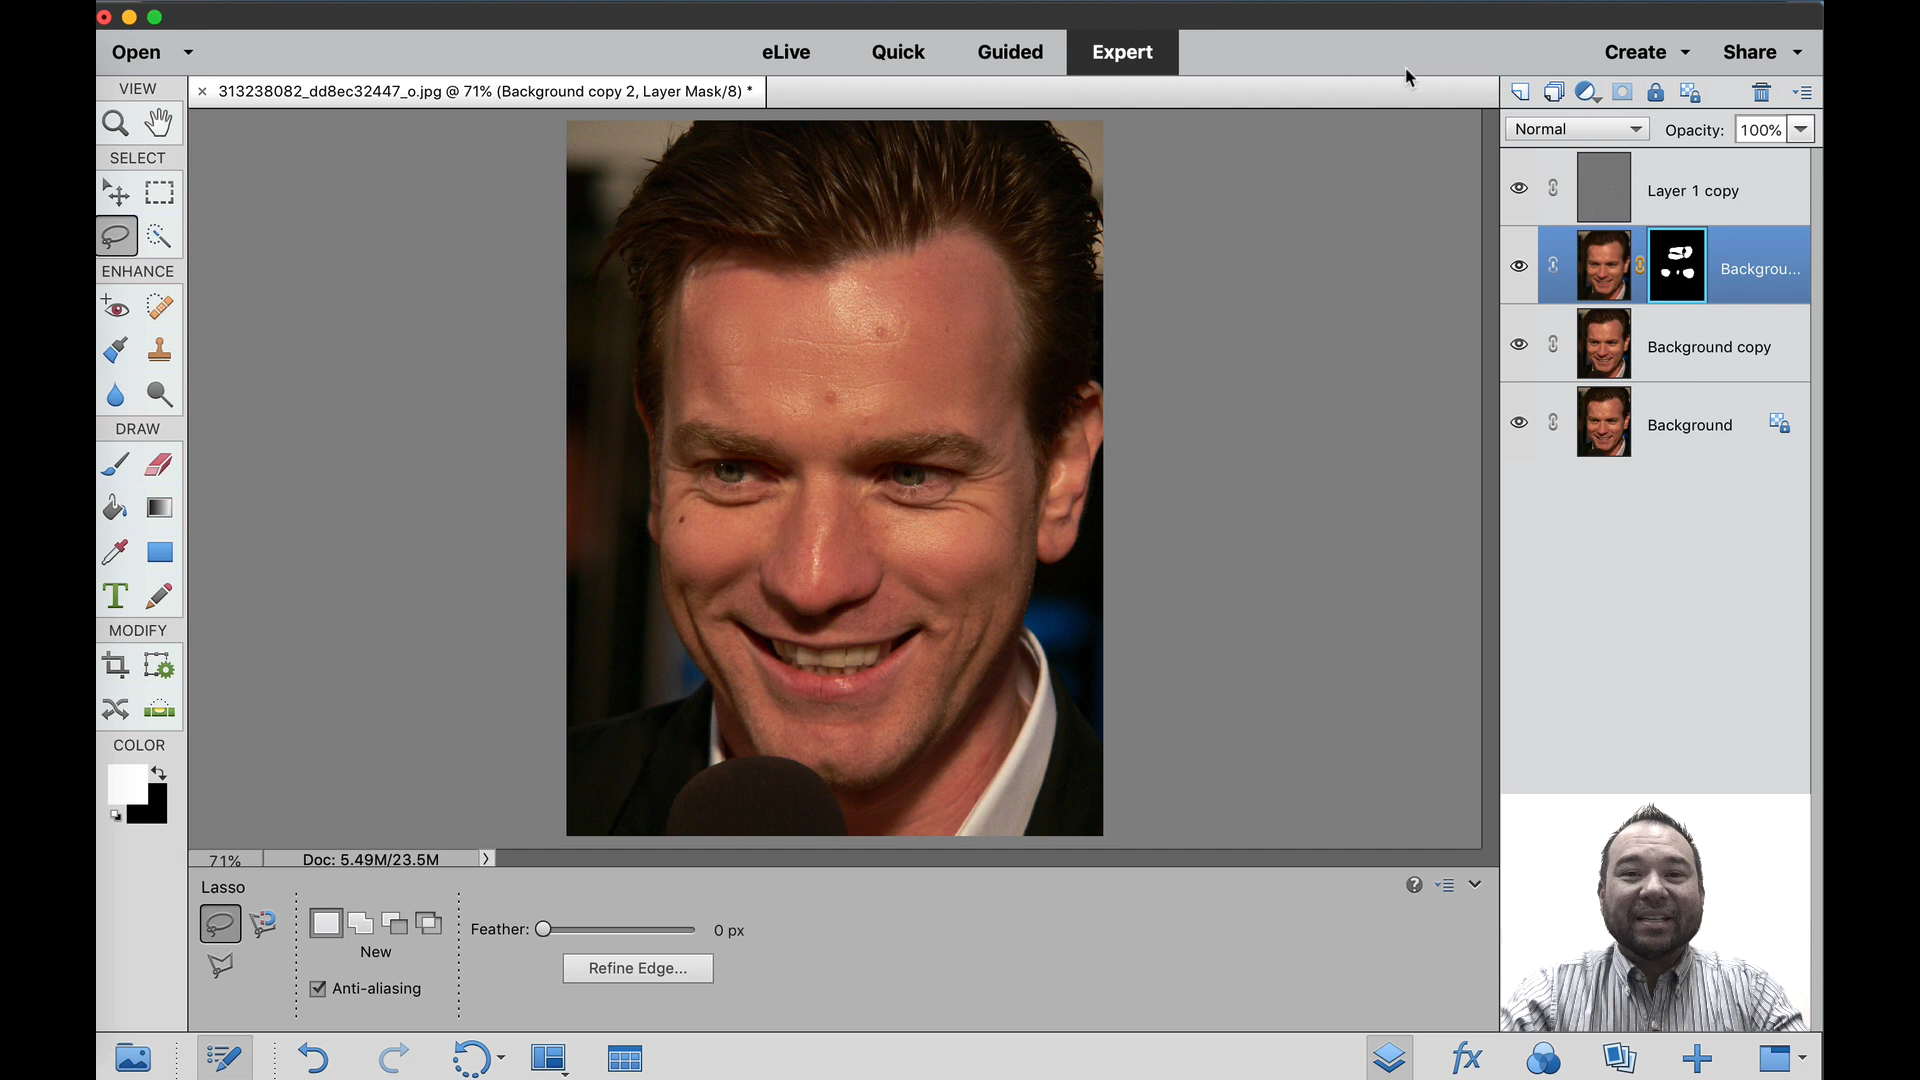 Open
eLive
Quick
Guided
Expert
Create
Share
VIEW
× 313238082_dd8ec32447_o.jpg @ 71% (Background copy 2, Layer Mask/8) *
SELECT
ENHANCE
DRAW
MODIFY
COLOR
Normal
Opacity: 100%
Layer 1 copy
Backgrou...
Background copy
Background
71%
Doc: 5.49M/23.5M
Lasso
New
Anti-aliasing
Feather:
0 px
Refine Edge...
fx